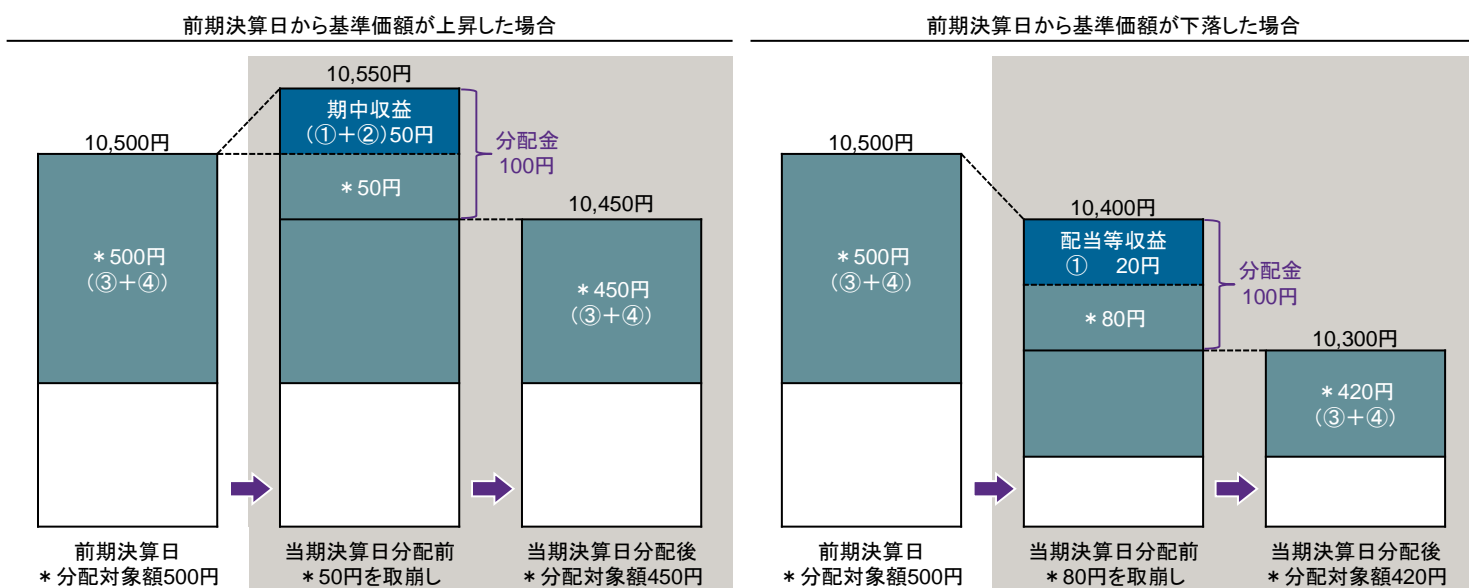 前期決算日から基準価額が上昇した場合
10,500円
＊500円
（③＋④）
前期決算日
＊分配対象額500円
10,550円
期中収益
（①＋②）50円
＊50円
分配金
100円
当期決算日分配前
＊50円を取崩し
10,450円
＊450円
（③＋④）
当期決算日分配後
＊分配対象額450円
前期決算日から基準価額が下落した場合
10,500円
＊500円
（③＋④）
前期決算日
＊分配対象額500円
10,400円
配当等収益
①　20円
＊80円
分配金
100円
当期決算日分配前
＊80円を取崩し
10,300円
＊420円
（③＋④）
当期決算日分配後
＊分配対象額420円